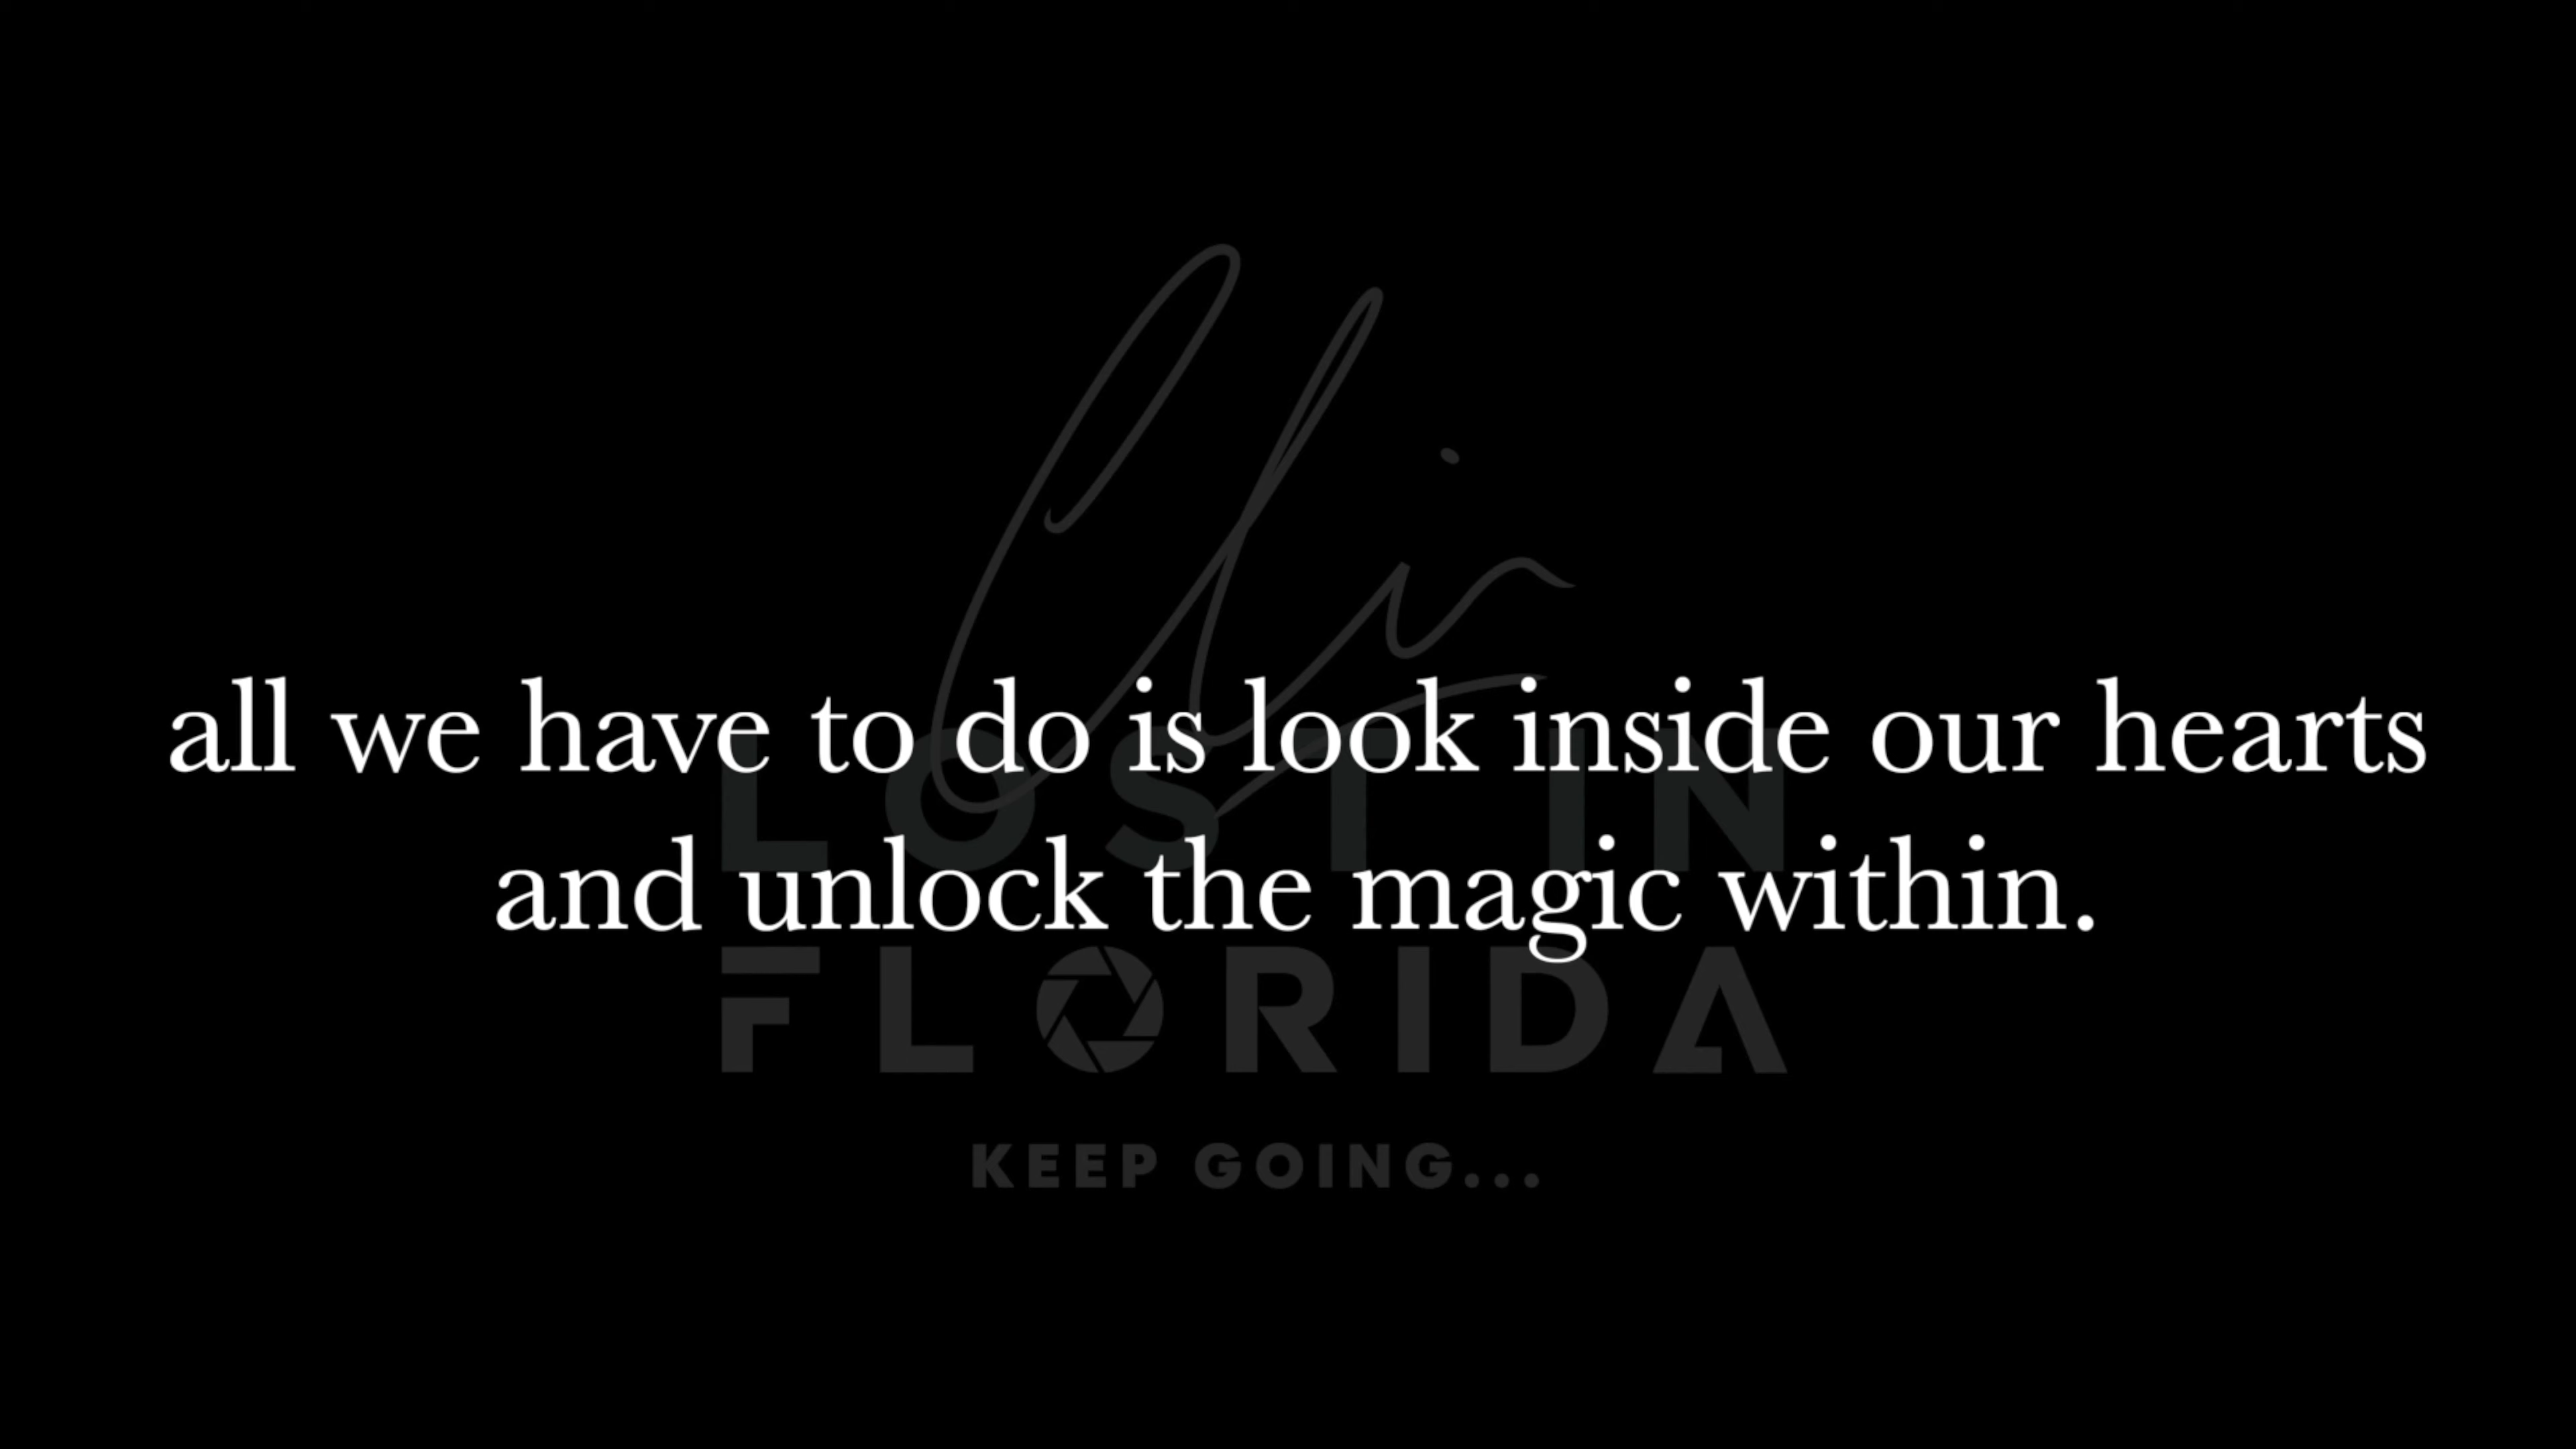 all we have to do is look inside our hearts
and unlock the magic within.
LOST IN
FLORIDA
KEEP GOING...